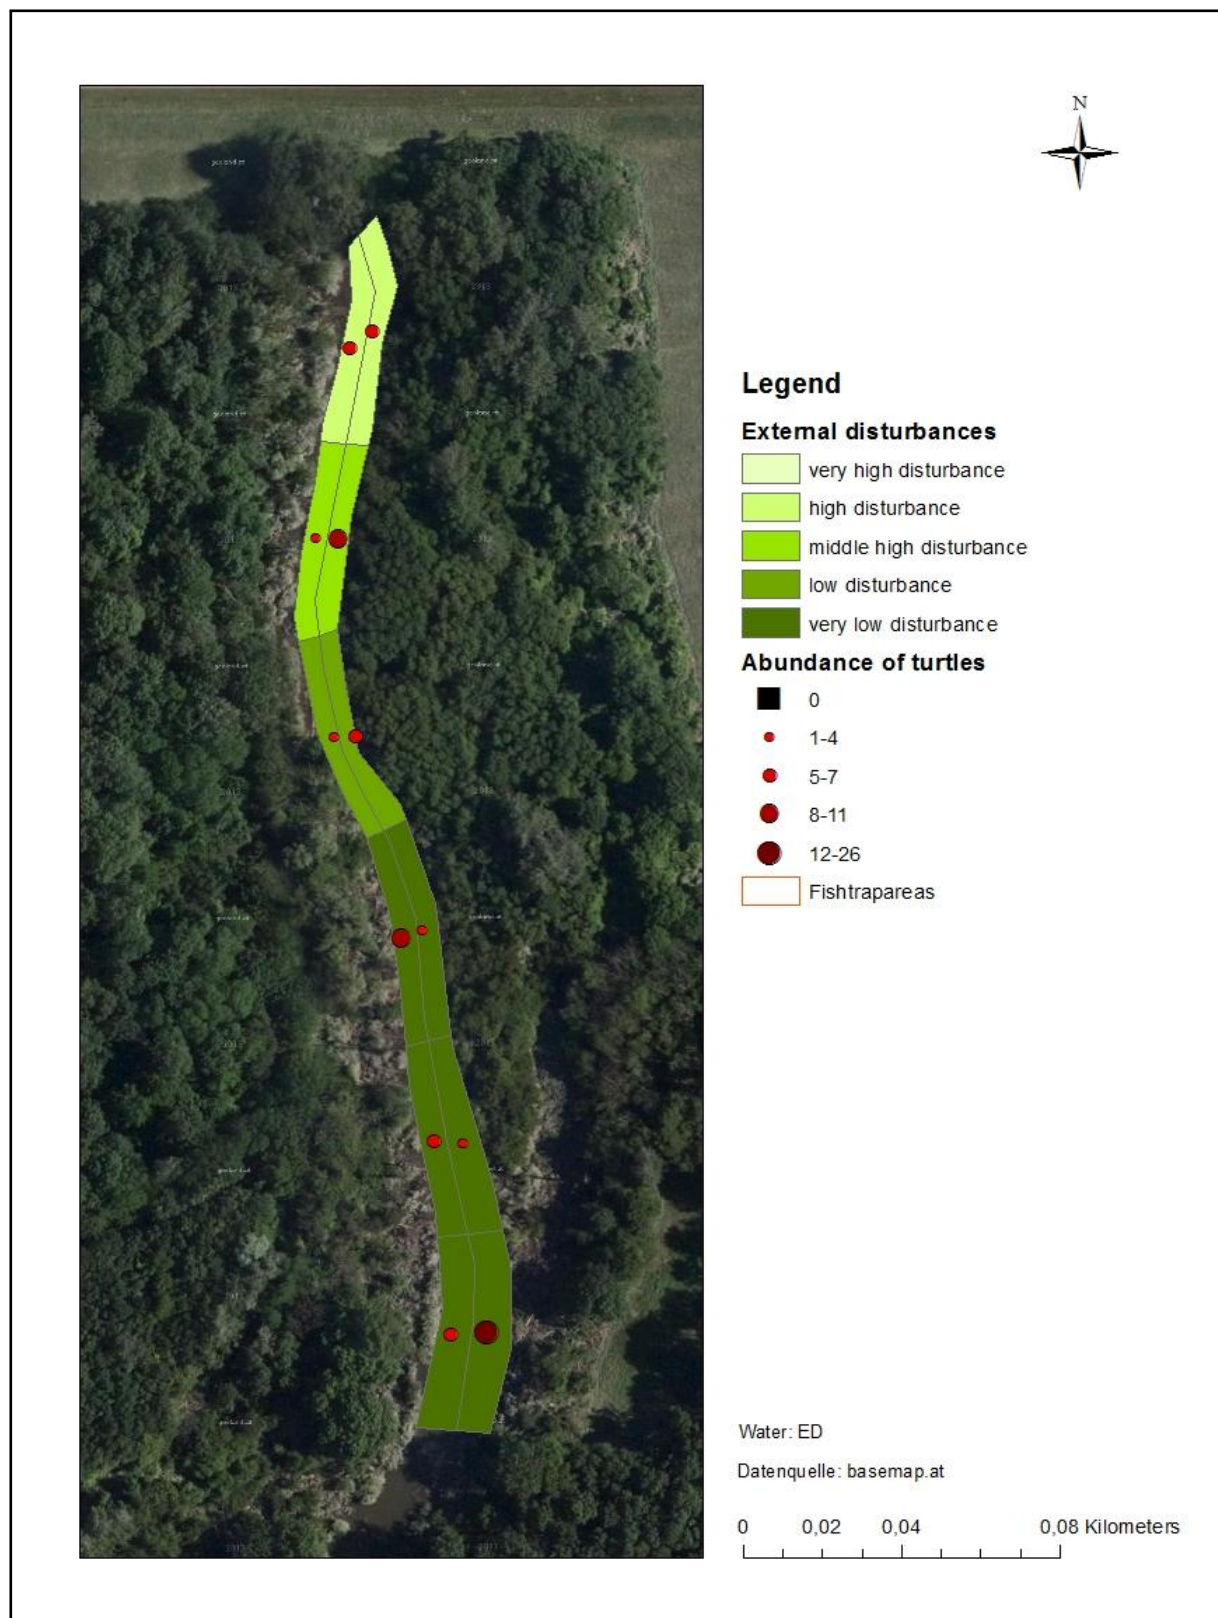 N
Legend
External disturbances
very high disturbance
high disturbance
middle high disturbance
low disturbance
very low disturbance
Abundance of turtles
0
1-4
5-7
8-11
12-26
Fishtrapareas
Water: ED
Datenquelle: basemap.at
0 0,02 0,04 0,08 Kilometers